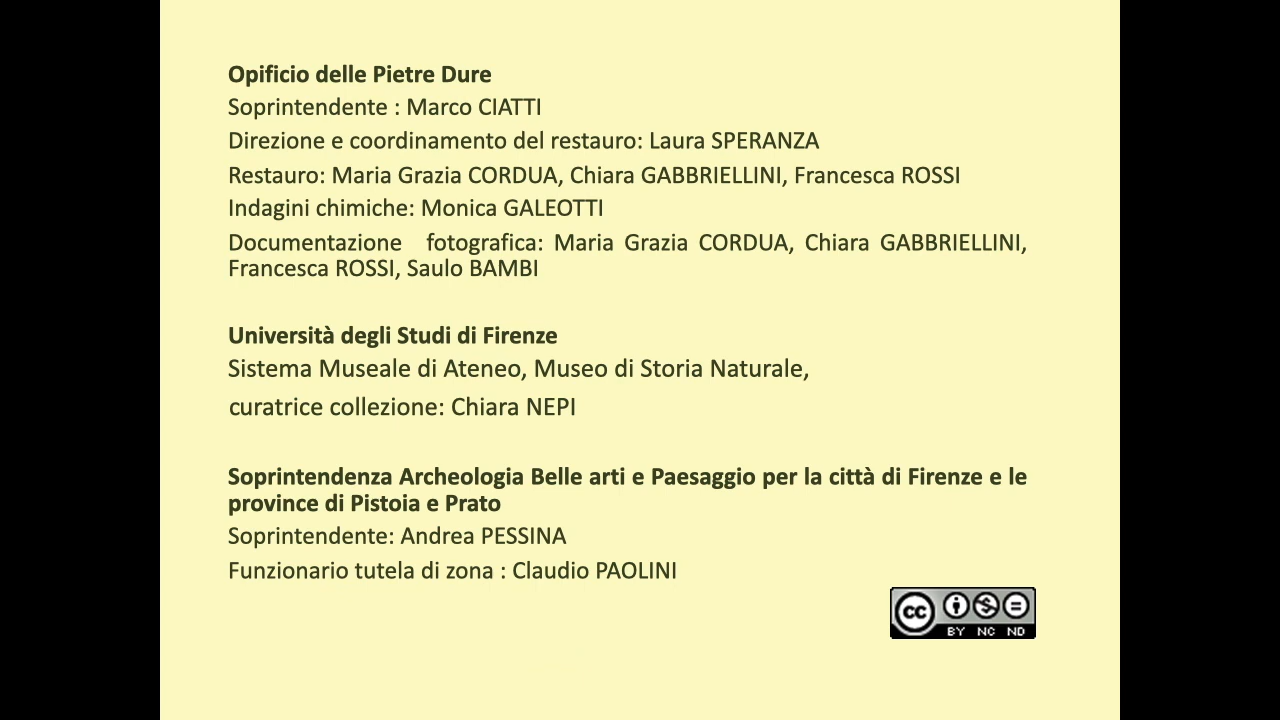 Opificio delle Pietre Dure
Soprintendente : Marco CIATTI
Direzione e coordinamento del restauro: Laura SPERANZA
Restauro: Maria Grazia CORDUA, Chiara GABBRIELLINI, Francesca ROSSI
Indagini chimiche: Monica GALEOTTI
Documentazione fotografica: Maria Grazia CORDUA, Chiara GABBRIELLINI,
Francesca ROSSI, Saulo BAMBI
Università degli Studi di Firenze
Sistema Museale di Ateneo, Museo di Storia Naturale,
curatrice collezione: Chiara NEPI
Soprintendenza Archeologia Belle arti e Paesaggio per la città di Firenze e le
province di Pistoia e Prato
Soprintendente: Andrea PESSINA
Funzionario tutela di zona : Claudio PAOLINI
cc
BY NC ND